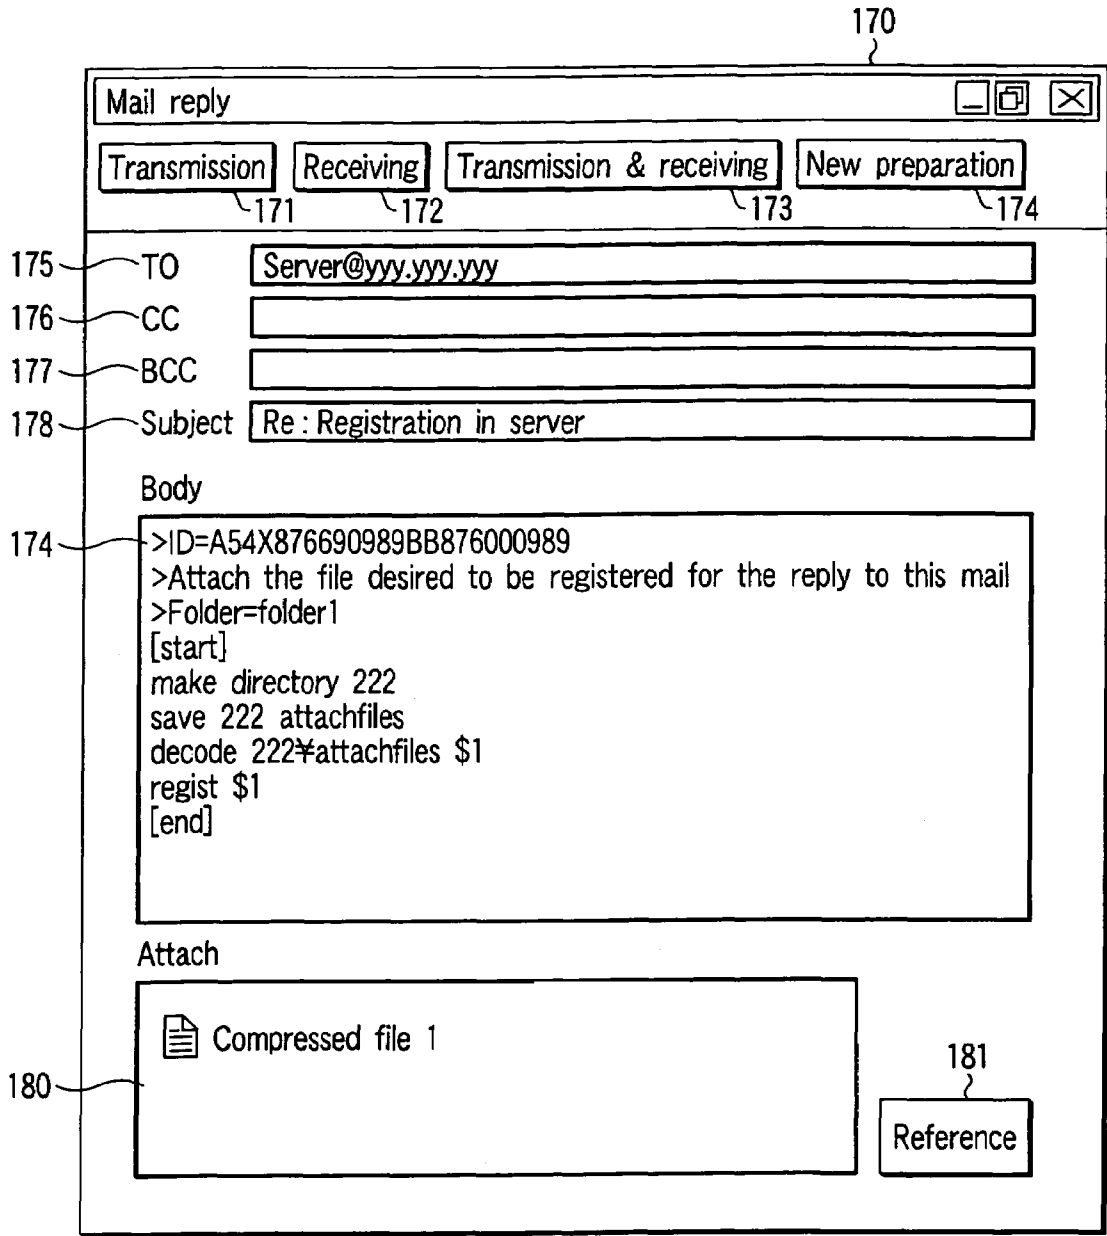 170
Mail reply
Transmission Receiving Transmission & receiving New preparation
171 172 173 174
175 TO Server@yyy.yyy.yyy
176 CC
177 BCC
178 Subject Re : Registration in server
Body
174 >ID=A54X876690989BB876000989
>Attach the file desired to be registered for the reply to this mail
>Folder=folder1
[start]
make directory 222
save 222 attachfiles
decode 222¥attachfiles $1
regist $1
[end]
Attach
Compressed file 1
180
181
Reference